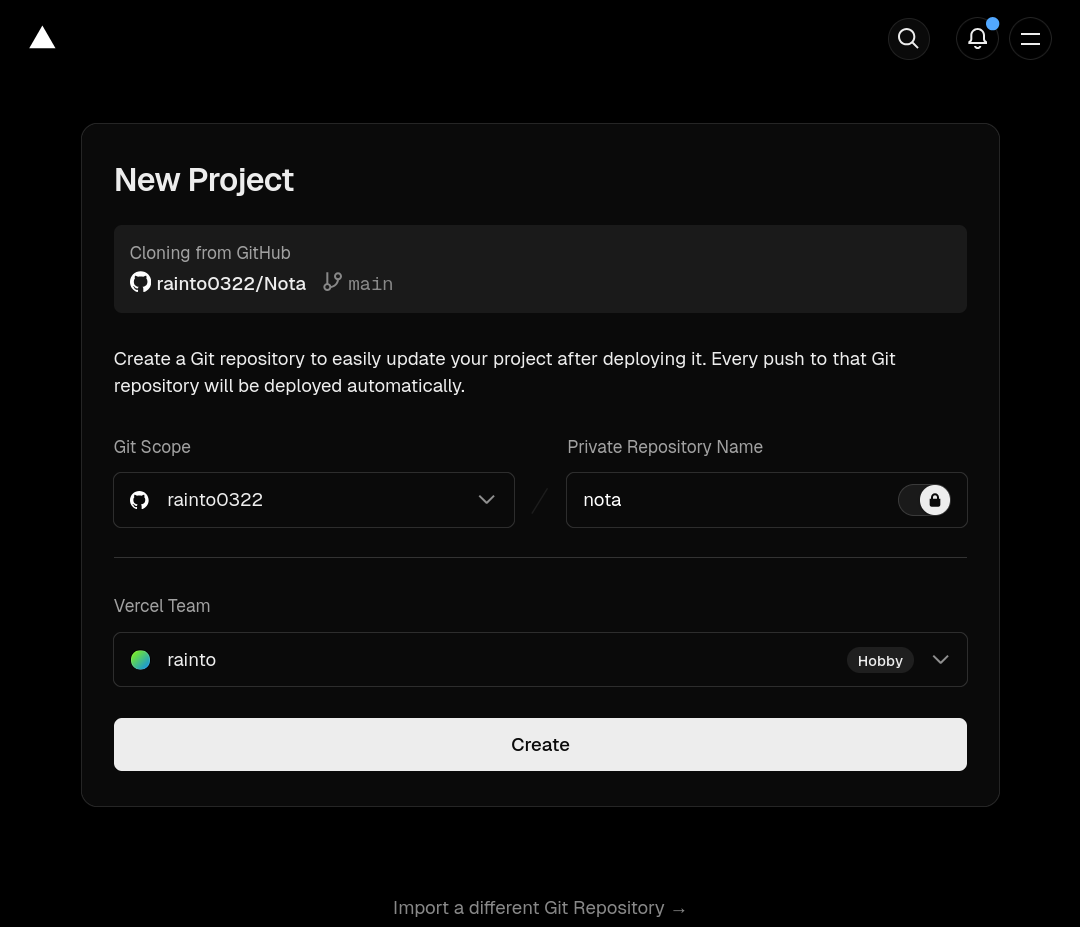 New Project
Cloning from GitHub
rainto0322/Nota main
Create a Git repository to easily update your project after deploying it. Every push to that Git
repository will be deployed automatically.
Git Scope
Private Repository Name
rainto0322
/
nota
Vercel Team
rainto
Hobby
Create
Import a different Git Repository →